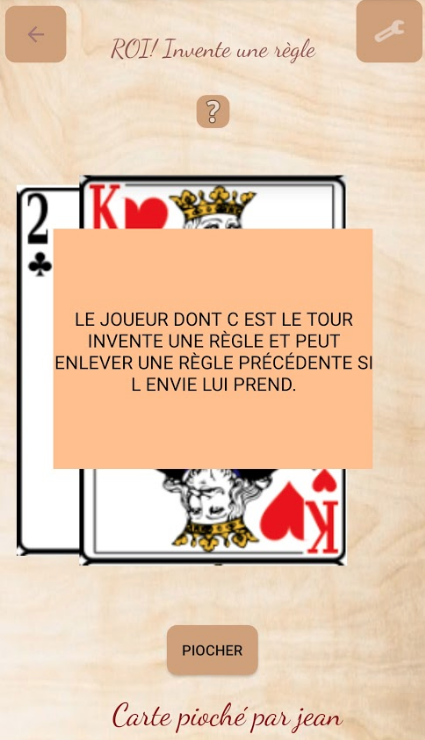 ROI! Invente une règle
?
2
K
LE JOUEUR DONT C EST LE TOUR
INVENTE UNE RÈGLE ET PEUT
ENLEVER UNE RÈGLE PRÉCÉDENTE SI
L ENVIE LUI PREND.
K
PIOCHER
Carte pioché par jean